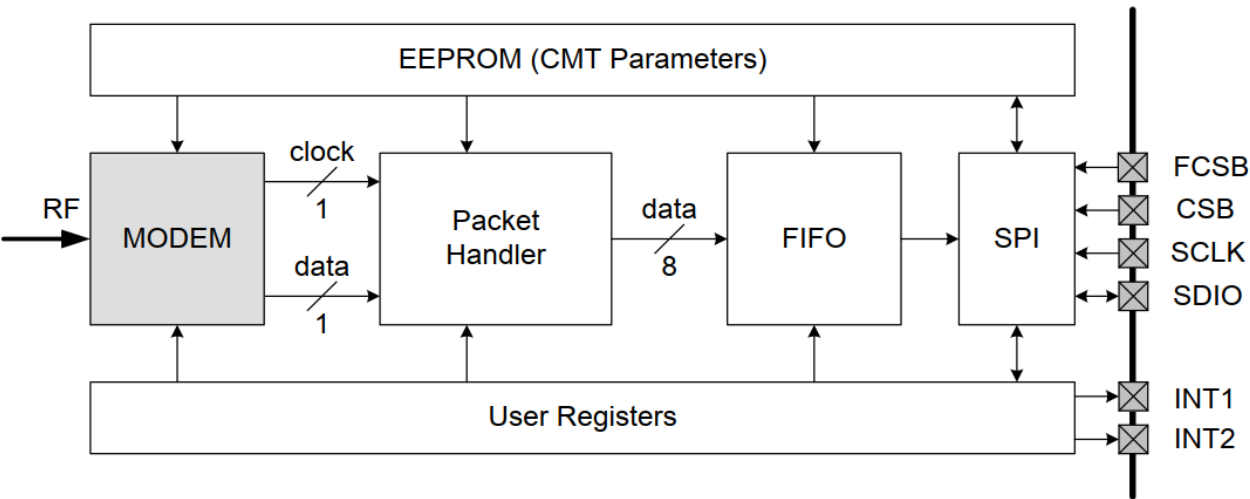 EEPROM (CMT Parameters)
clock
1
RF
MODEM
data
1
Packet
Handler
data
8
FIFO
SPI
FCSB
CSB
SCLK
SDIO
User Registers
INT1
INT2